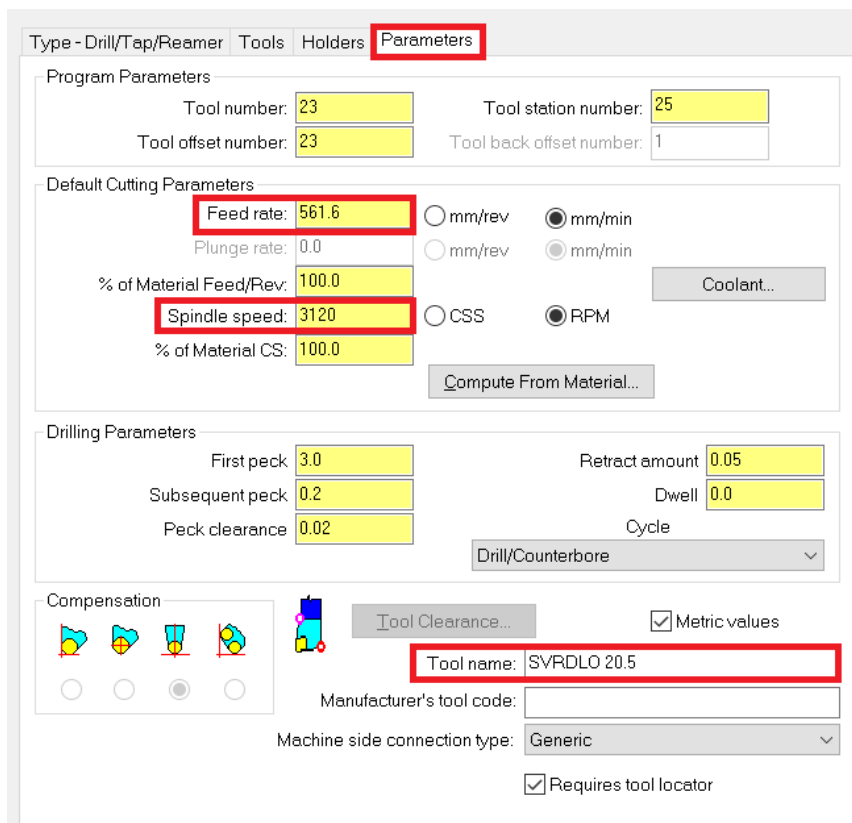 Type - Drill/Tap/Reamer Tools Holders Parameters
Program Parameters
Tool number: 23 Tool station number: 25
Tool offset number: 23 Tool back offset number: 1
Default Cutting Parameters
Feed rate: 561.6 mm/rev mm/min
Plunge rate: 0.0 mm/rev mm/min
% of Material Feed/Rev: 100.0 Coolant...
Spindle speed: 3120 CSS RPM
% of Material CS: 100.0
Compute From Material...
Drilling Parameters
First peck 3.0 Retract amount 0.05
Subsequent peck 0.2 Dwell 0.0
Peck clearance 0.02 Cycle
Drill/Counterbore
Compensation
Tool Clearance... Metric values
Tool name: SVRDLO 20.5
Manufacturer's tool code:
Machine side connection type: Generic
Requires tool locator